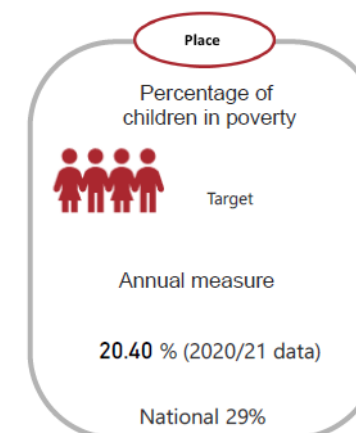 Place
Percentage of
children in poverty
Target
Annual measure
20.40 % (2020/21 data)
National 29%